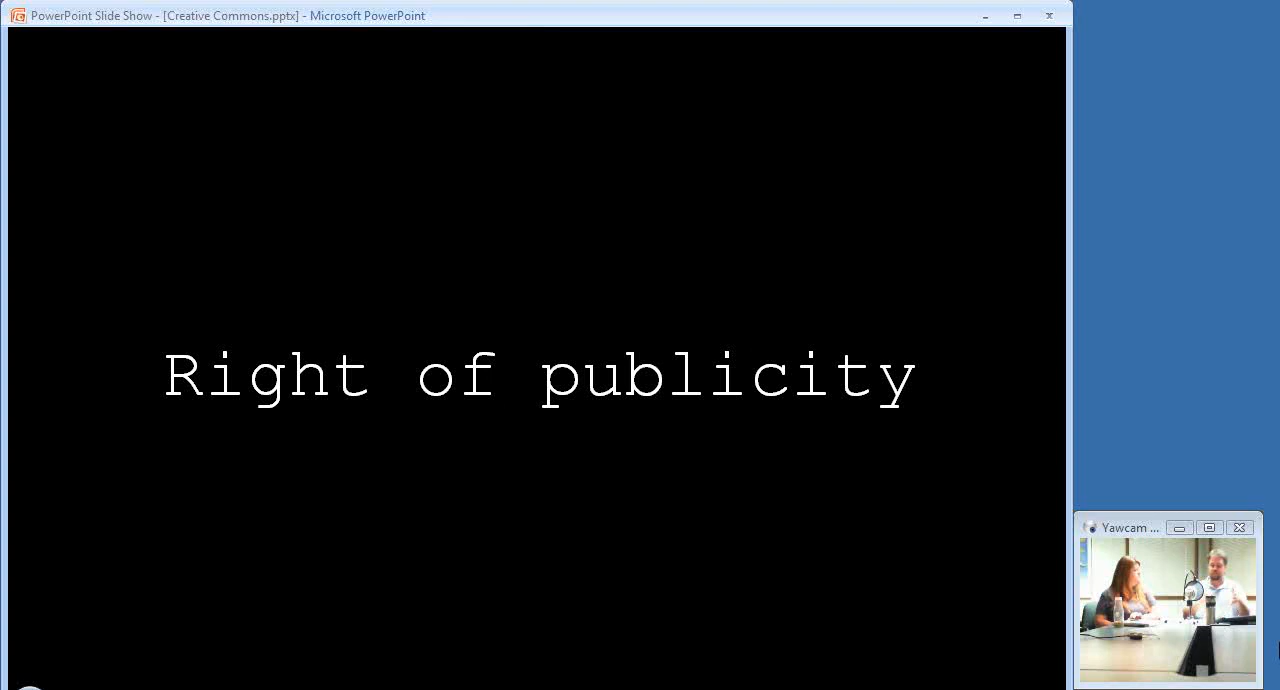 PowerPoint Slide Show - [Creative Commons.pptx] - Microsoft PowerPoint
Right of publicity
Yawcam ...